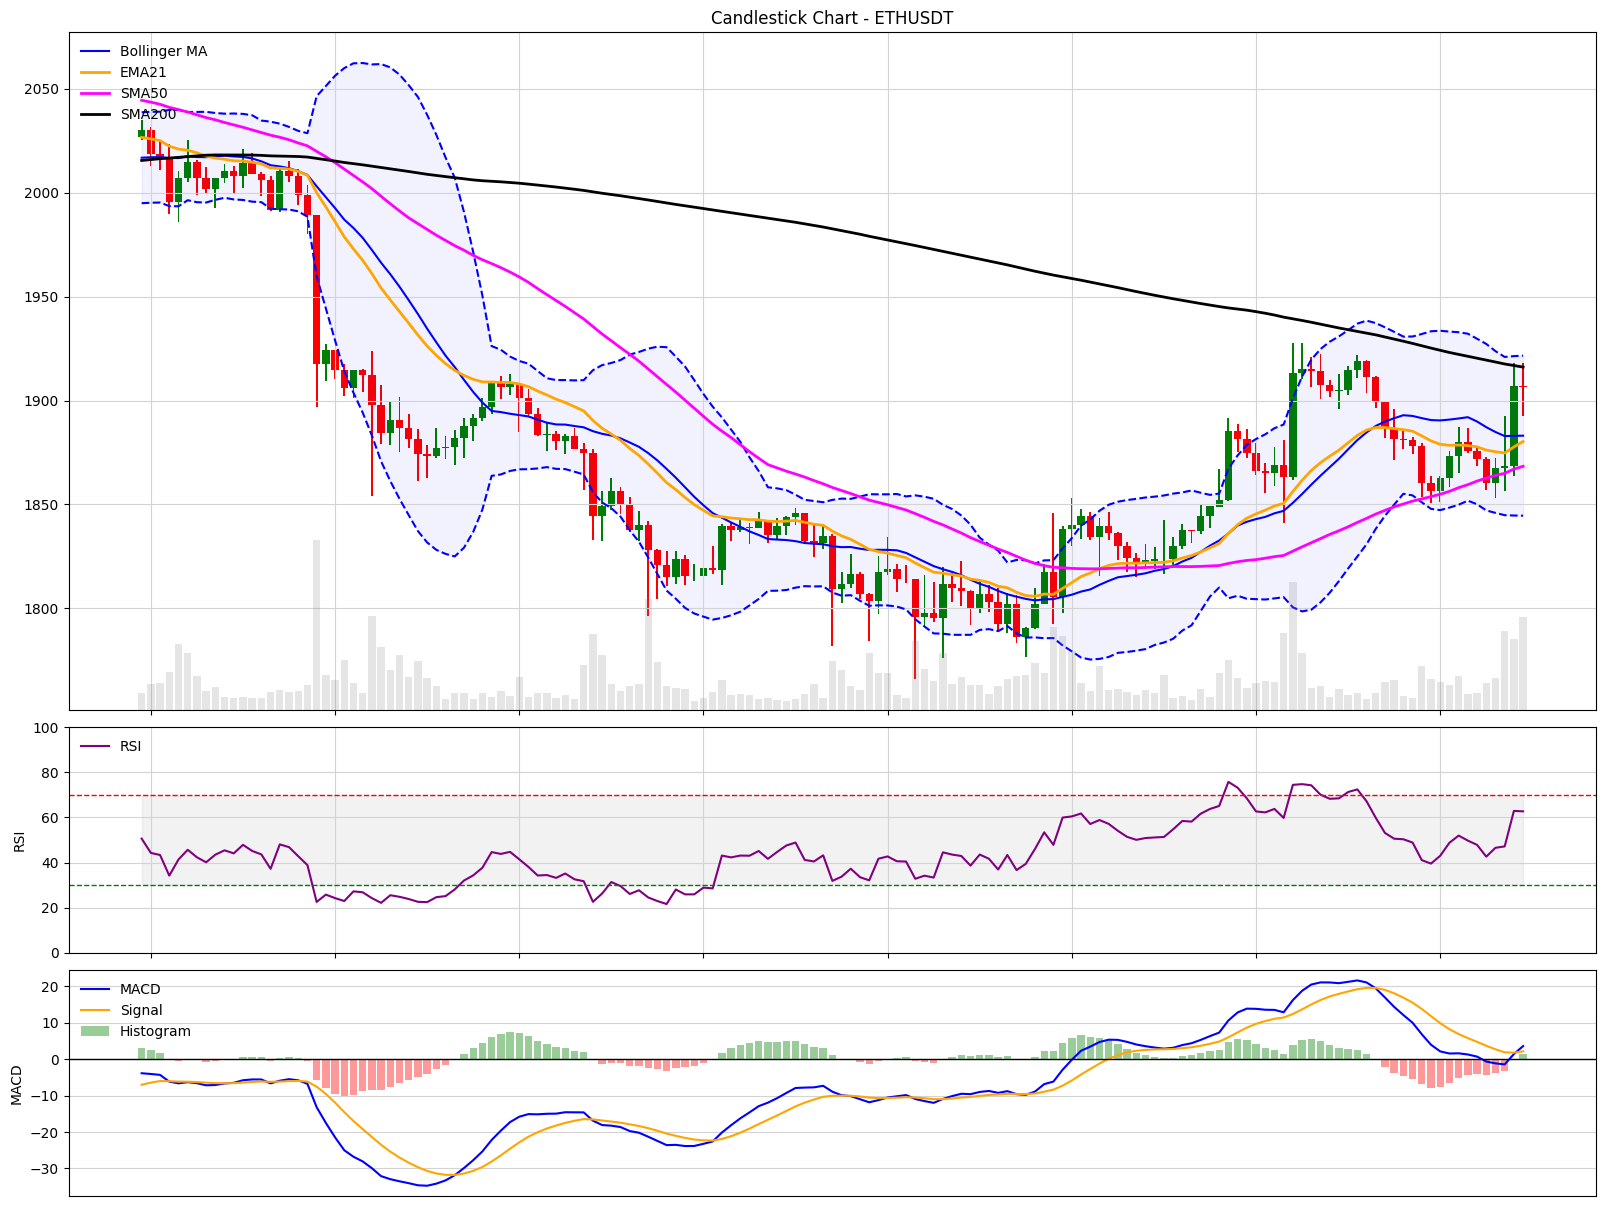 Candlestick Chart - ETHUSDT
Bollinger MA
EMA21
SMA50
SMA200
2050
2000
1950
1900
1850
1800
RSI
100
80
60
40
20
0
RSI
MACD
Signal
Histogram
20
10
0
−10
−20
−30
MACD